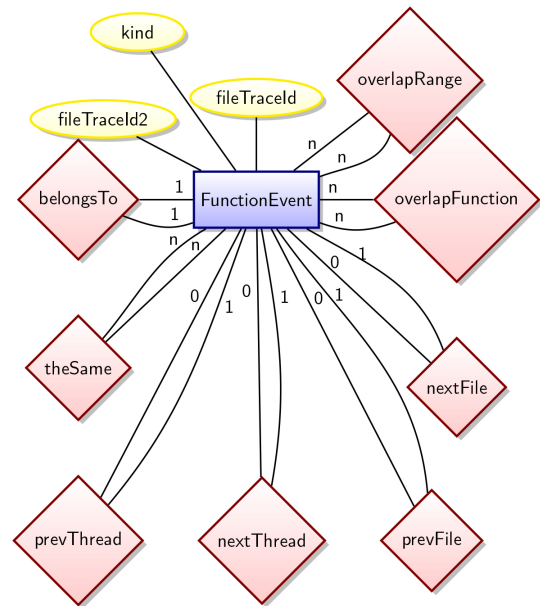 kind
overlapRange
fileTraceId
fileTraceId2
n
n
belongsTo
1
FunctionEvent
n
overlapFunction
1
n
n
n
0
1
0
1
0
1
0
1
theSame
nextFile
prevThread
nextThread
prevFile